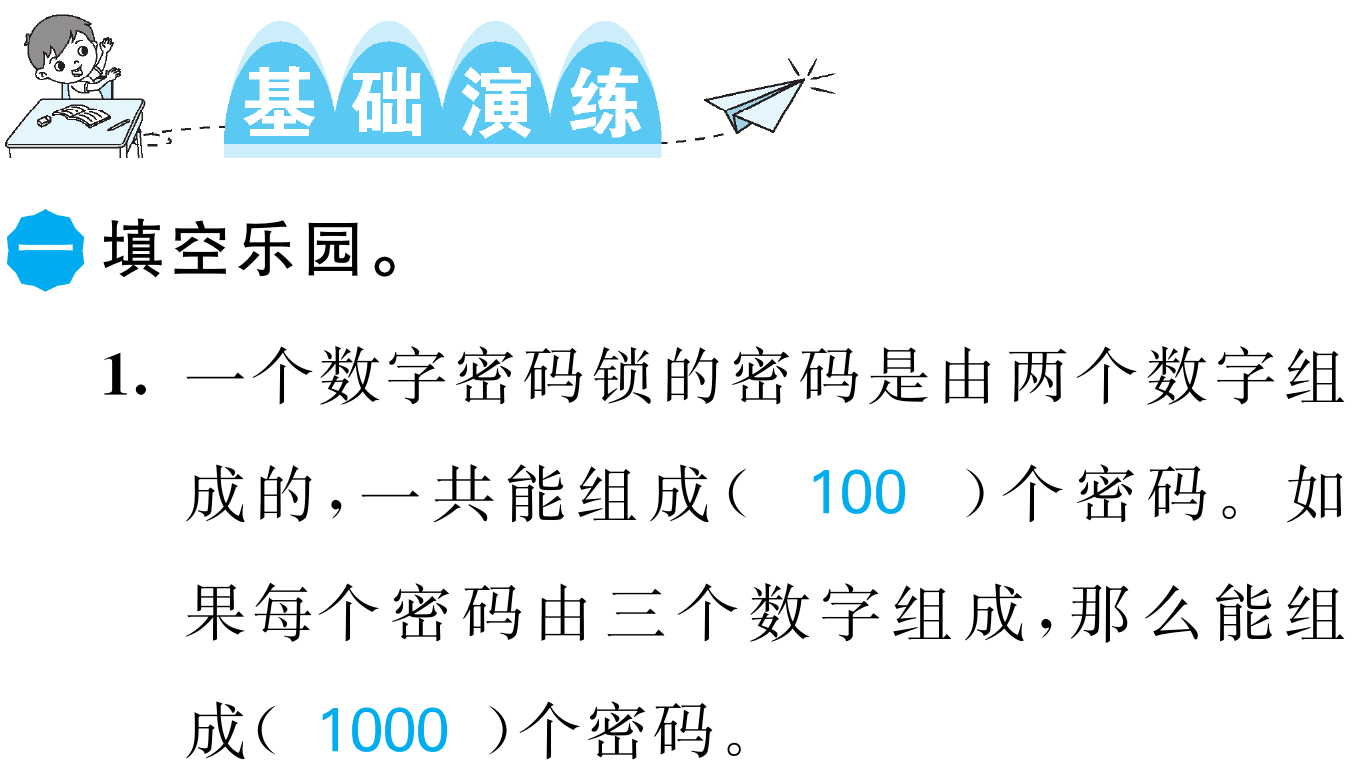 基础演练
一 填空乐园。
1. 一个数字密码锁的密码是由两个数字组
成的,一共能组成( 100 )个密码。如
果每个密码由三个数字组成,那么能组
成( 1000 )个密码。